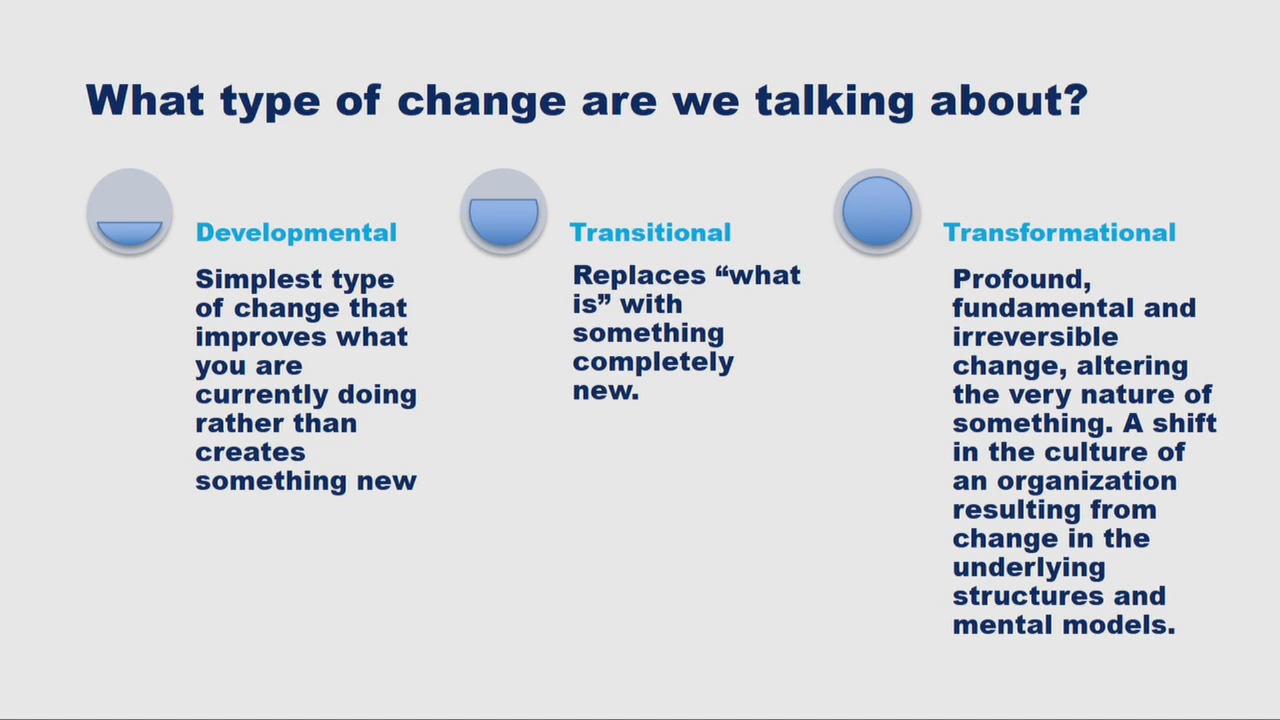 What type of change are we talking about?
Developmental
Simplest type
of change that
improves what
you are
currently doing
rather than
creates
something new
Transitional
Replaces “what
is” with
something
completely
new.
Transformational
Profound,
fundamental and
irreversible
change, altering
the very nature of
something. A shift
in the culture of
an organization
resulting from
change in the
underlying
structures and
mental models.